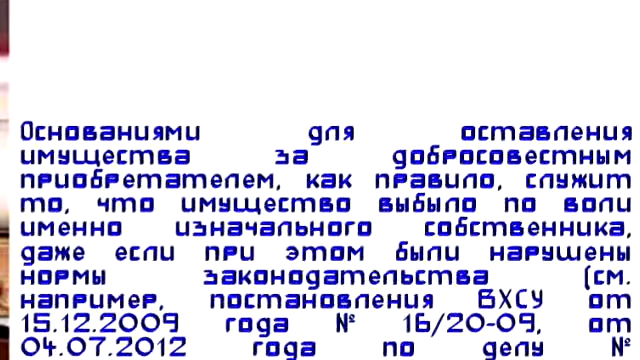 Основаниями для оставления
имущества за добросовестным
приобретателем, как правило, служит
то, что имущество выбыло по воли
именно изначального собственника,
даже если при этом были нарушены
нормы законодательства (см.
например, постановления ВХСУ от
15.12.2009 года № 16/20-09, от
04.07.2012 года по делу №